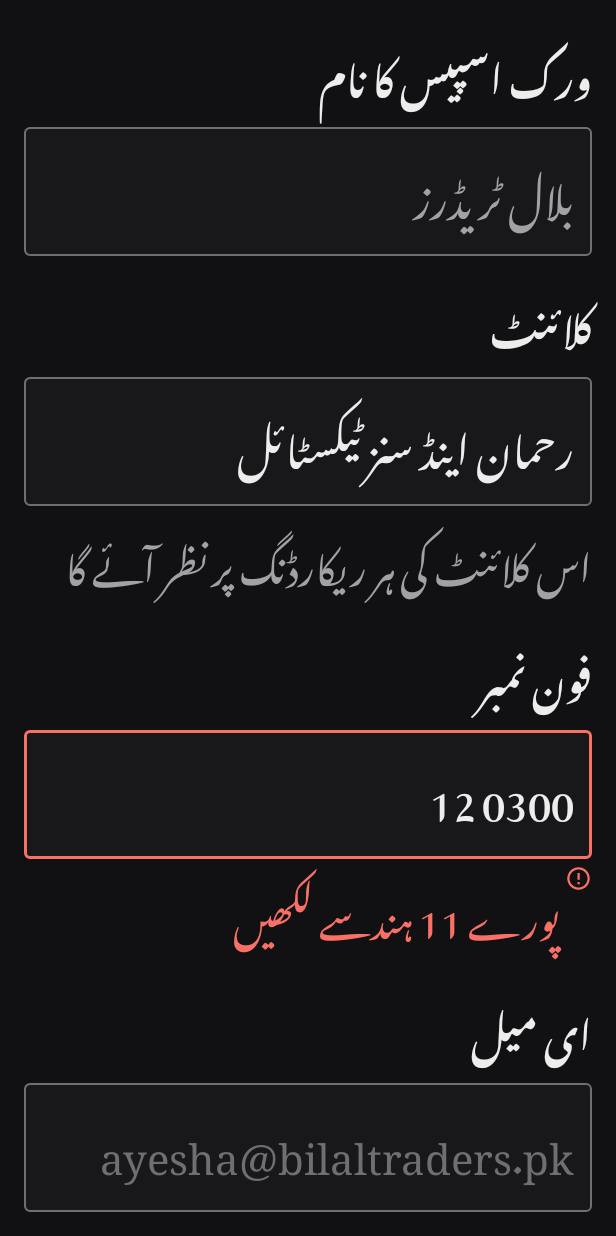 ورک اسپیس کا نام
بلال ٹریڈرز
کلائنٹ
رحمان اینڈ سنز ٹیکسٹائل
اس کلائنٹ کی ہر ریکارڈنگ پر نظر آئے گا
فون نمبر
0300 12
پورے 11 ہندسے لکھیں
ای میل
ayesha@bilaltraders.pk